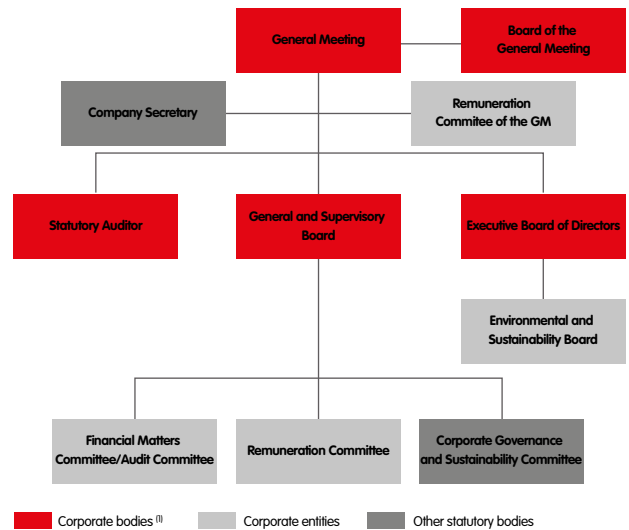 General Meeting
Board of the
General Meeting
Company Secretary
Remuneration
Commitee of the GM
Statutory Auditor
General and Supervisory
Board
Executive Board of Directors
Environmental and
Sustainability Board
Financial Matters
Committee/Audit Committee
Remuneration Committee
Corporate Governance
and Sustainability Committee
Corporate bodies (1)
Corporate entities
Other statutory bodies